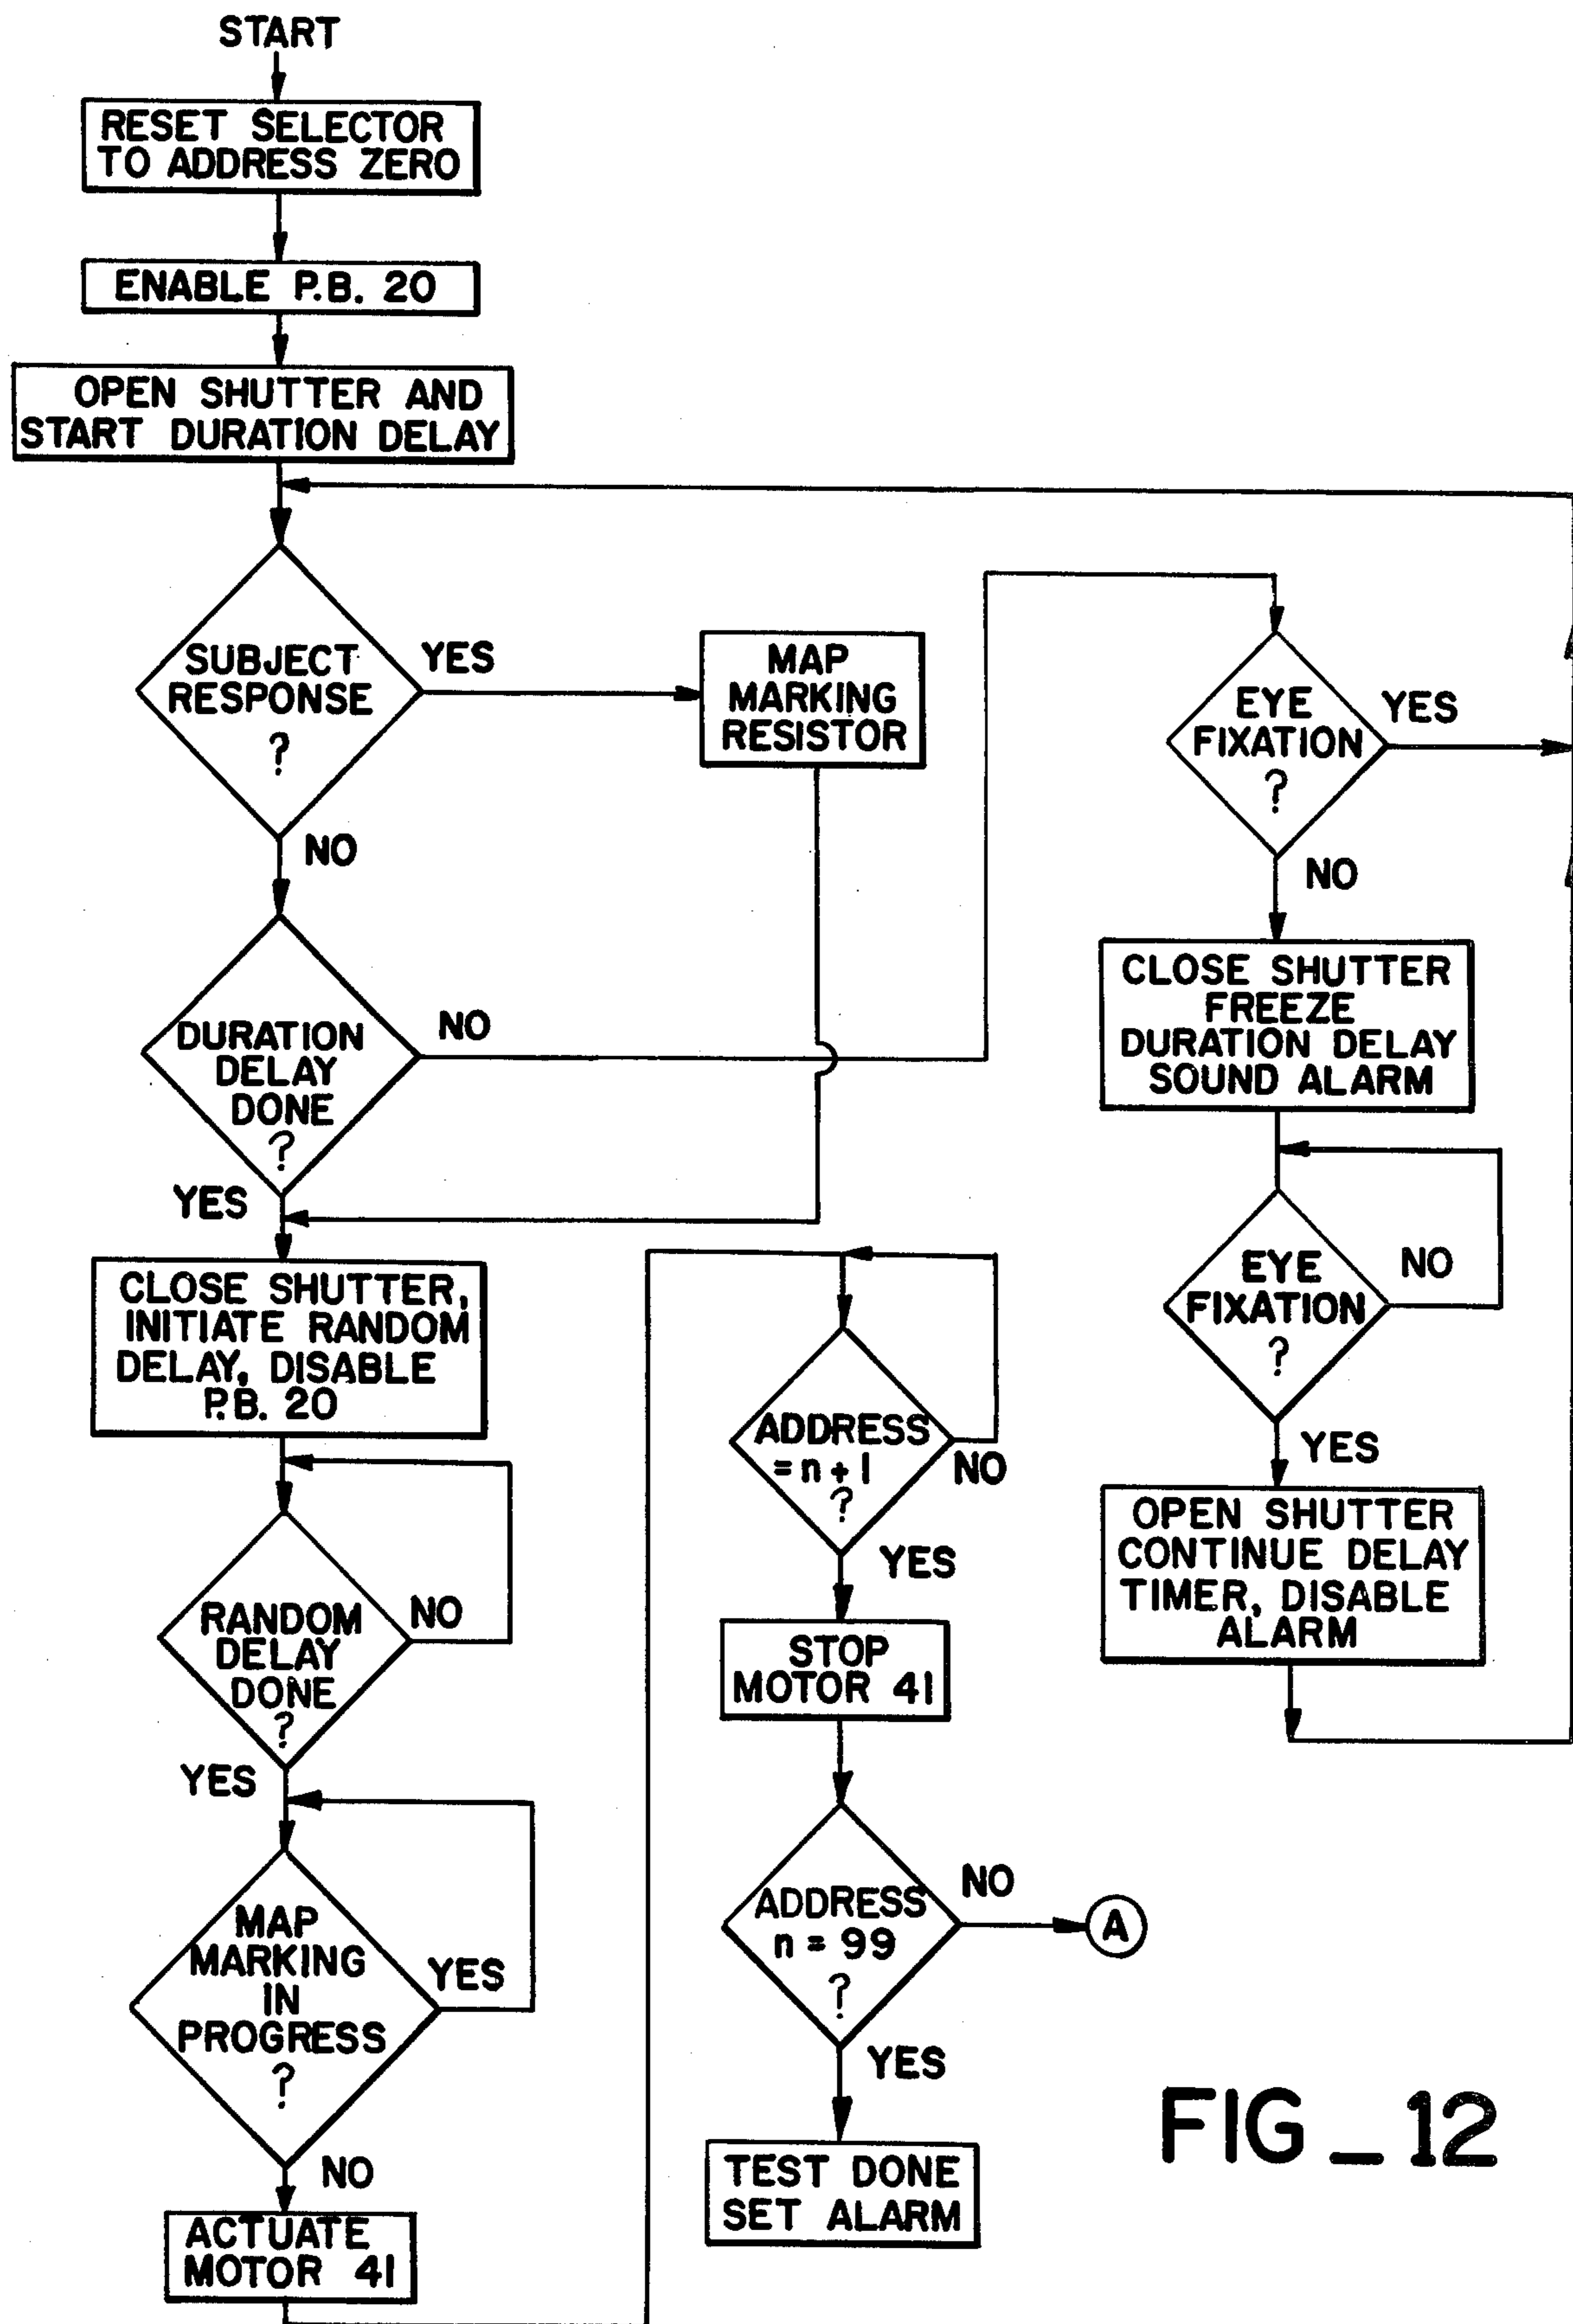 START
RESET SELECTOR
TO ADDRESS ZERO
ENABLE P.B. 20
OPEN SHUTTER AND
START DURATION DELAY
SUBJECT
RESPONSE
?
YES
NO
MAP
MARKING
RESISTOR
DURATION
DELAY
DONE
?
NO
YES
CLOSE SHUTTER,
INITIATE RANDOM
DELAY, DISABLE
P.B. 20
RANDOM
DELAY
DONE
?
NO
YES
MAP
MARKING
IN
PROGRESS
?
YES
NO
ACTUATE
MOTOR 41
ADDRESS
= n + 1
?
NO
YES
STOP
MOTOR 41
ADDRESS
n = 99
?
NO
A
YES
TEST DONE
SET ALARM
EYE
FIXATION
?
YES
NO
CLOSE SHUTTER
FREEZE
DURATION DELAY
SOUND ALARM
EYE
FIXATION
?
NO
YES
OPEN SHUTTER
CONTINUE DELAY
TIMER, DISABLE
ALARM
FIG_12